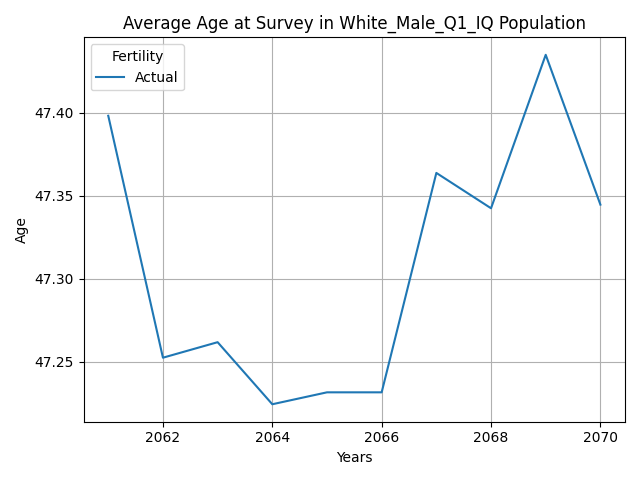 Average Age at Survey in White_Male_Q1_IQ Population
Fertility
Actual
47.40
47.35
47.30
47.25
Age
2062 2064 2066 2068 2070
Years